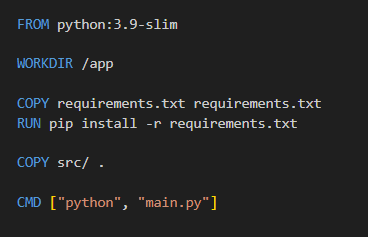 FROM python:3.9-slim
WORKDIR /app
COPY requirements.txt requirements.txt
RUN pip install -r requirements.txt
COPY src/ .
CMD ["python", "main.py"]